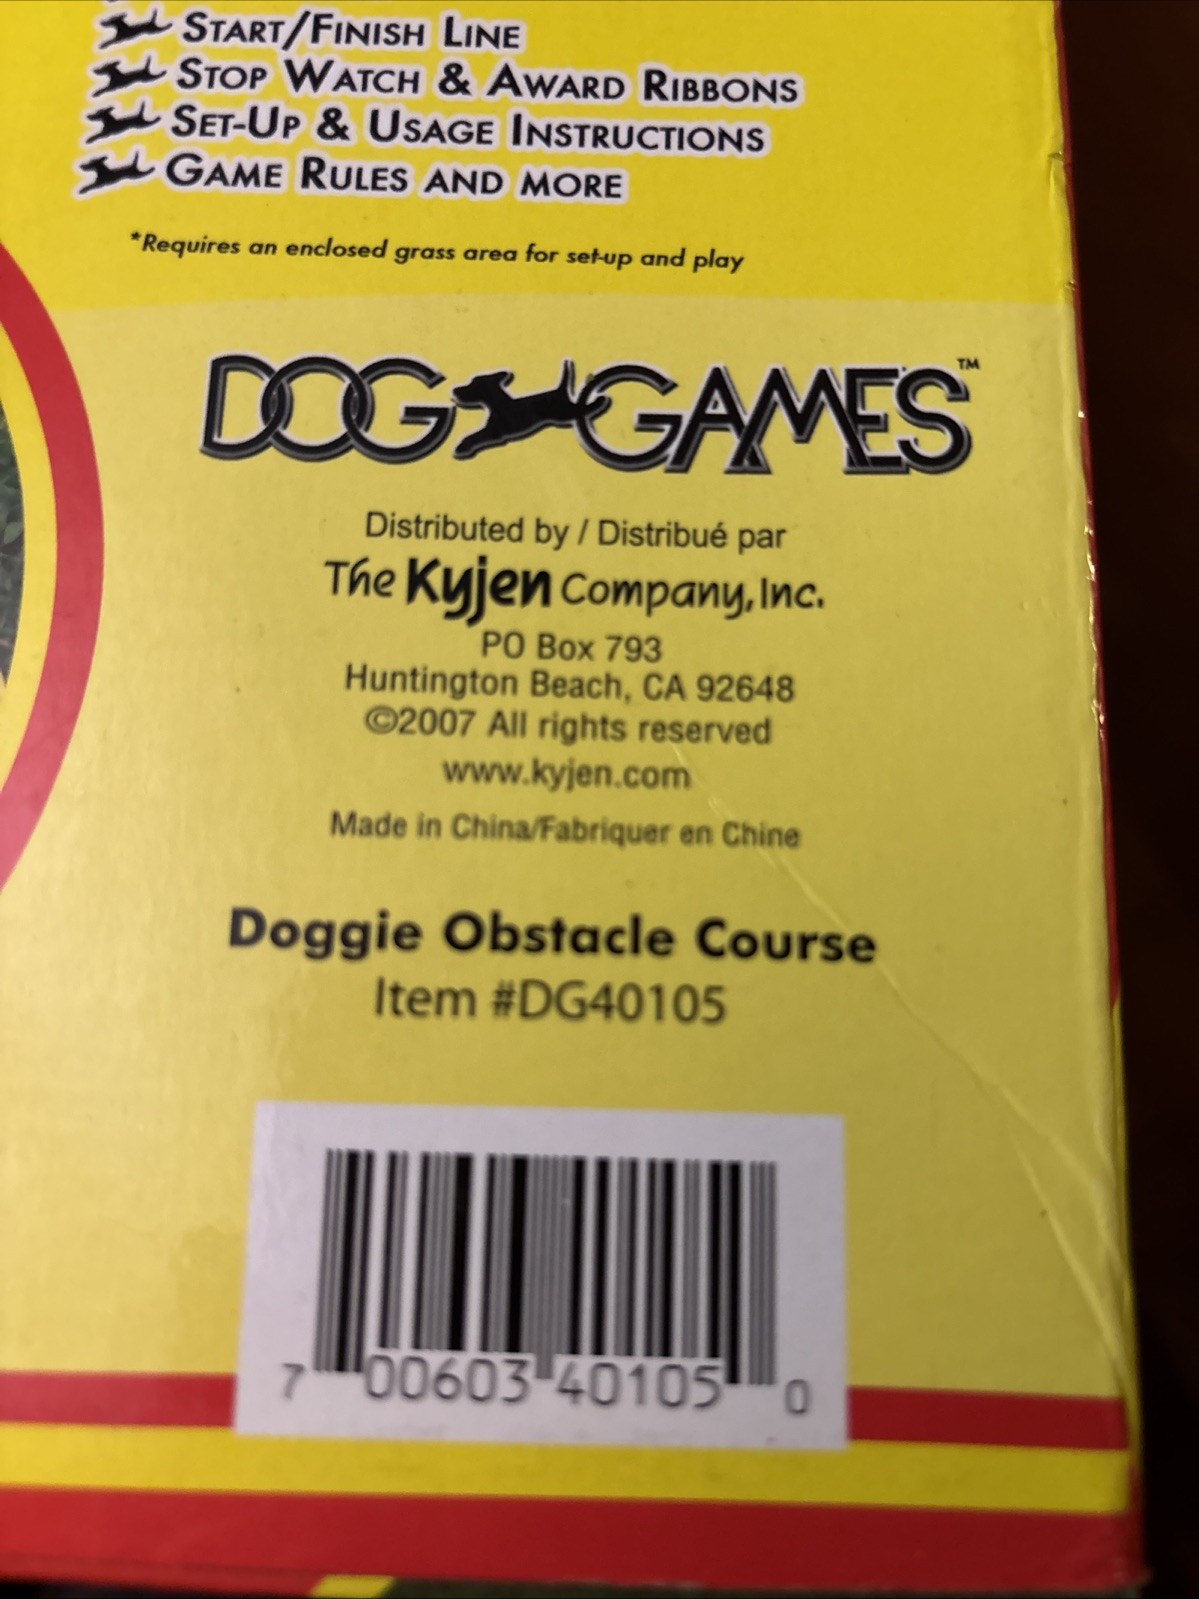 Start/Finish Line
Stop Watch & Award Ribbons
Set-Up & Usage Instructions
Game Rules and more
*Requires an enclosed grass area for set-up and play
DOG GAMES™
Distributed by / Distribué par
The Kyjen Company, Inc.
PO Box 793
Huntington Beach, CA 92648
©2007 All rights reserved
www.kyjen.com
Made in China/Fabriquer en Chine
Doggie Obstacle Course
Item #DG40105
7 00603 40105 0